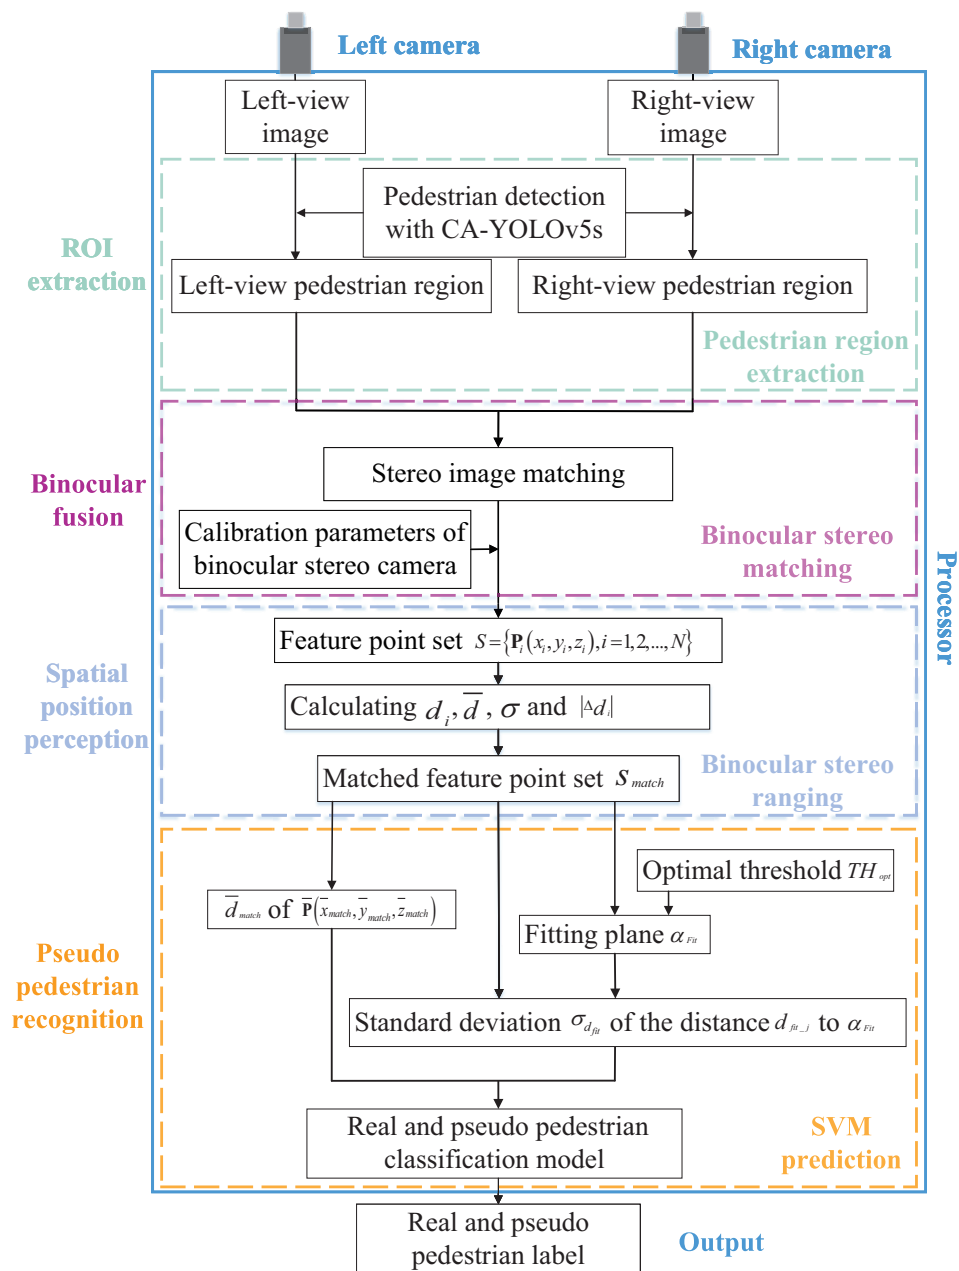 Left camera
Right camera
Left-view
image
Right-view
image
Pedestrian detection
with CA-YOLOv5s
ROI
extraction
Left-view pedestrian region
Right-view pedestrian region
Pedestrian region
extraction
Stereo image matching
Binocular
fusion
Calibration parameters of
binocular stereo camera
Binocular stereo
matching
Processor
Feature point set S={P_i(x_i,y_i,z_i),i=1,2,...,N}
Spatial
position
perception
Calculating d_i, d̅, σ and |Δd_i|
Matched feature point set S_match
Binocular stereo
ranging
Optimal threshold TH_opt
d̅_match of P̅(x̅_match,y̅_match,z̅_match)
Fitting plane α_Fit
Pseudo
pedestrian
recognition
Standard deviation σ_d_fit of the distance d_fit_j to α_Fit
Real and pseudo pedestrian
classification model
SVM
prediction
Real and pseudo
pedestrian label
Output